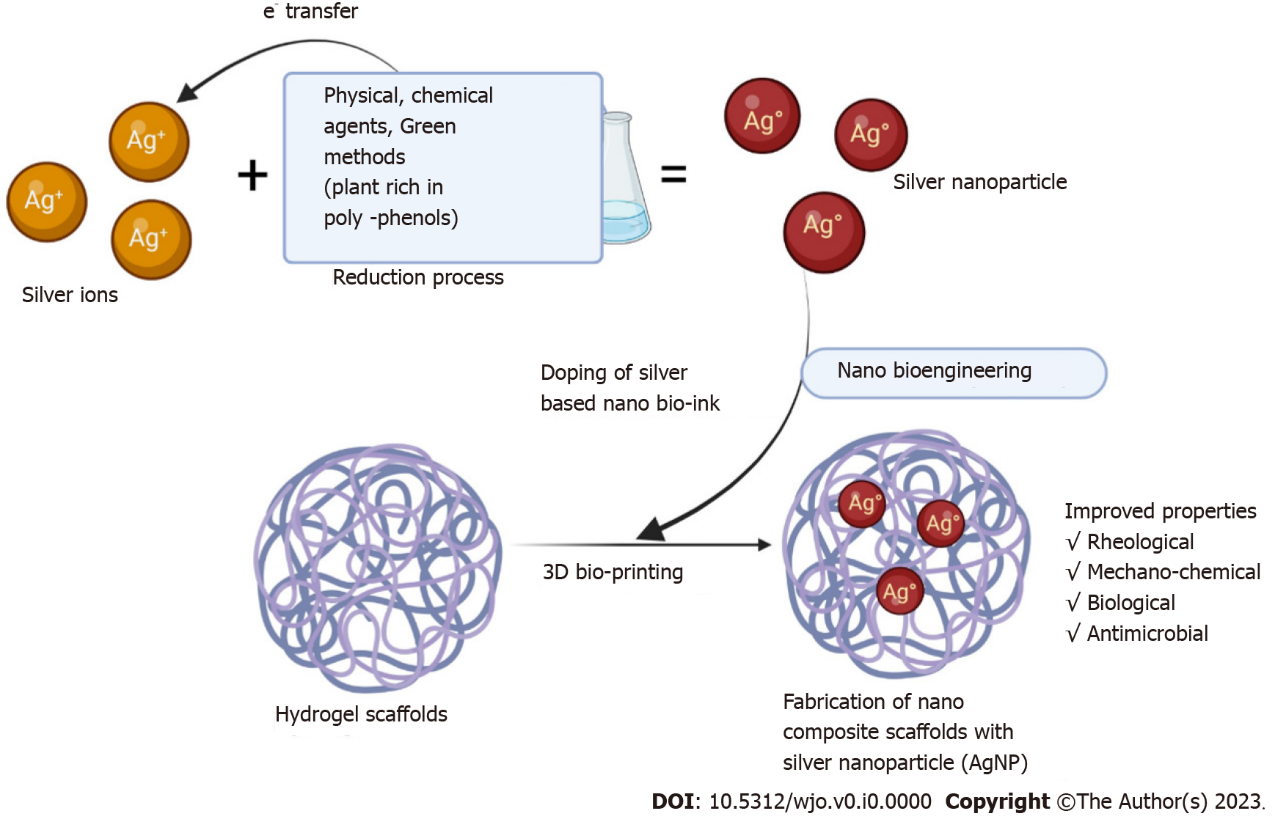 e⁻ transfer
Physical, chemical
agents, Green
methods
(plant rich in
poly -phenols)
Ag⁺
Ag⁺
Ag⁺
+
=
Ag°
Ag°
Ag°
Silver nanoparticle
Reduction process
Silver ions
Doping of silver
based nano bio-ink
Nano bioengineering
3D bio-printing
Ag°
Ag°
Ag°
Improved properties
√ Rheological
√ Mechano-chemical
√ Biological
√ Antimicrobial
Hydrogel scaffolds
Fabrication of nano
composite scaffolds with
silver nanoparticle (AgNP)
DOI: 10.5312/wjo.v0.i0.0000 Copyright ©The Author(s) 2023.